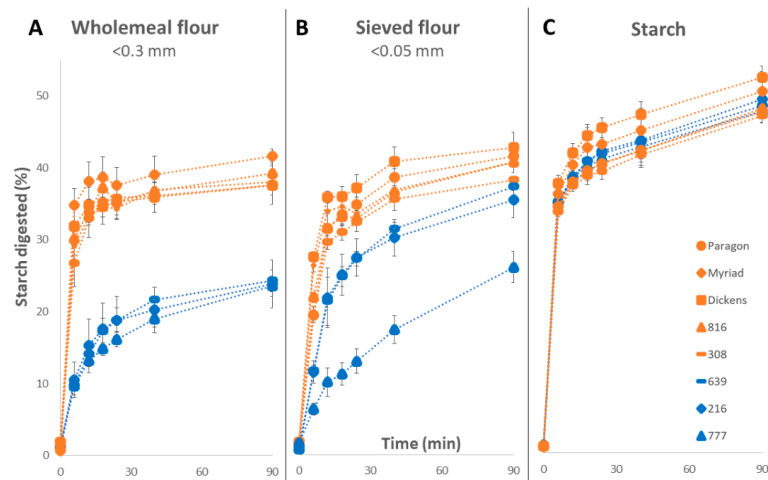 A Wholemeal flour
<0.3 mm
B Sieved flour
<0.05 mm
C Starch
Starch digested (%)
50
40
30
20
10
0
0 30 60 90
Time (min)
0 30 60 90
0 30 60 90
Paragon
Myriad
Dickens
816
308
639
216
777